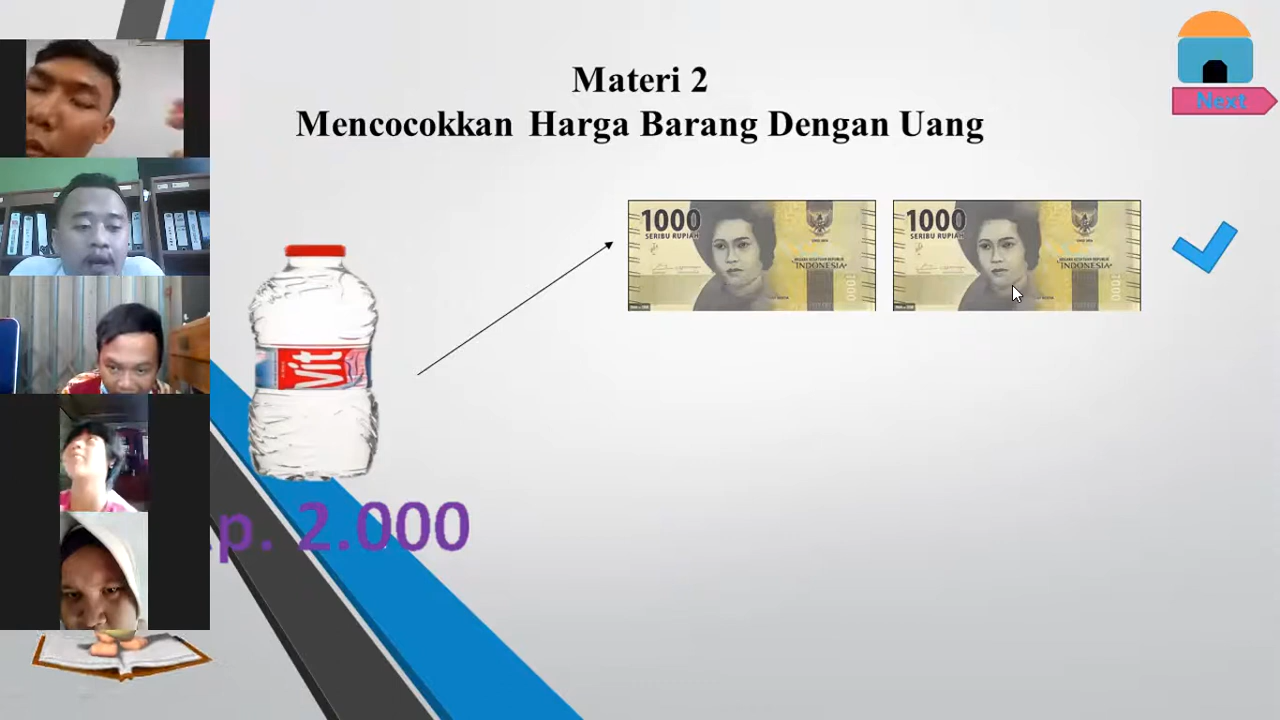 Materi 2
Mencocokkan Harga Barang Dengan Uang
Next
1000
SERIBU RUPIAH
INDONESIA
1000
SERIBU RUPIAH
INDONESIA
Vit
p. 2.000